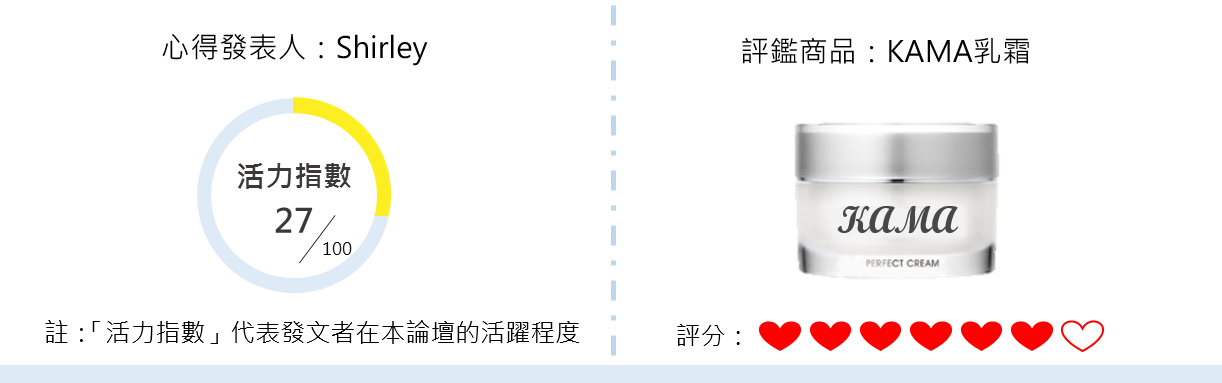 心得發表人：Shirley
活力指數
27/100
註：「活力指數」代表發文者在本論壇的活躍程度
評鑑商品：KAMA乳霜
KAMA
PERFECT CREAM
評分：